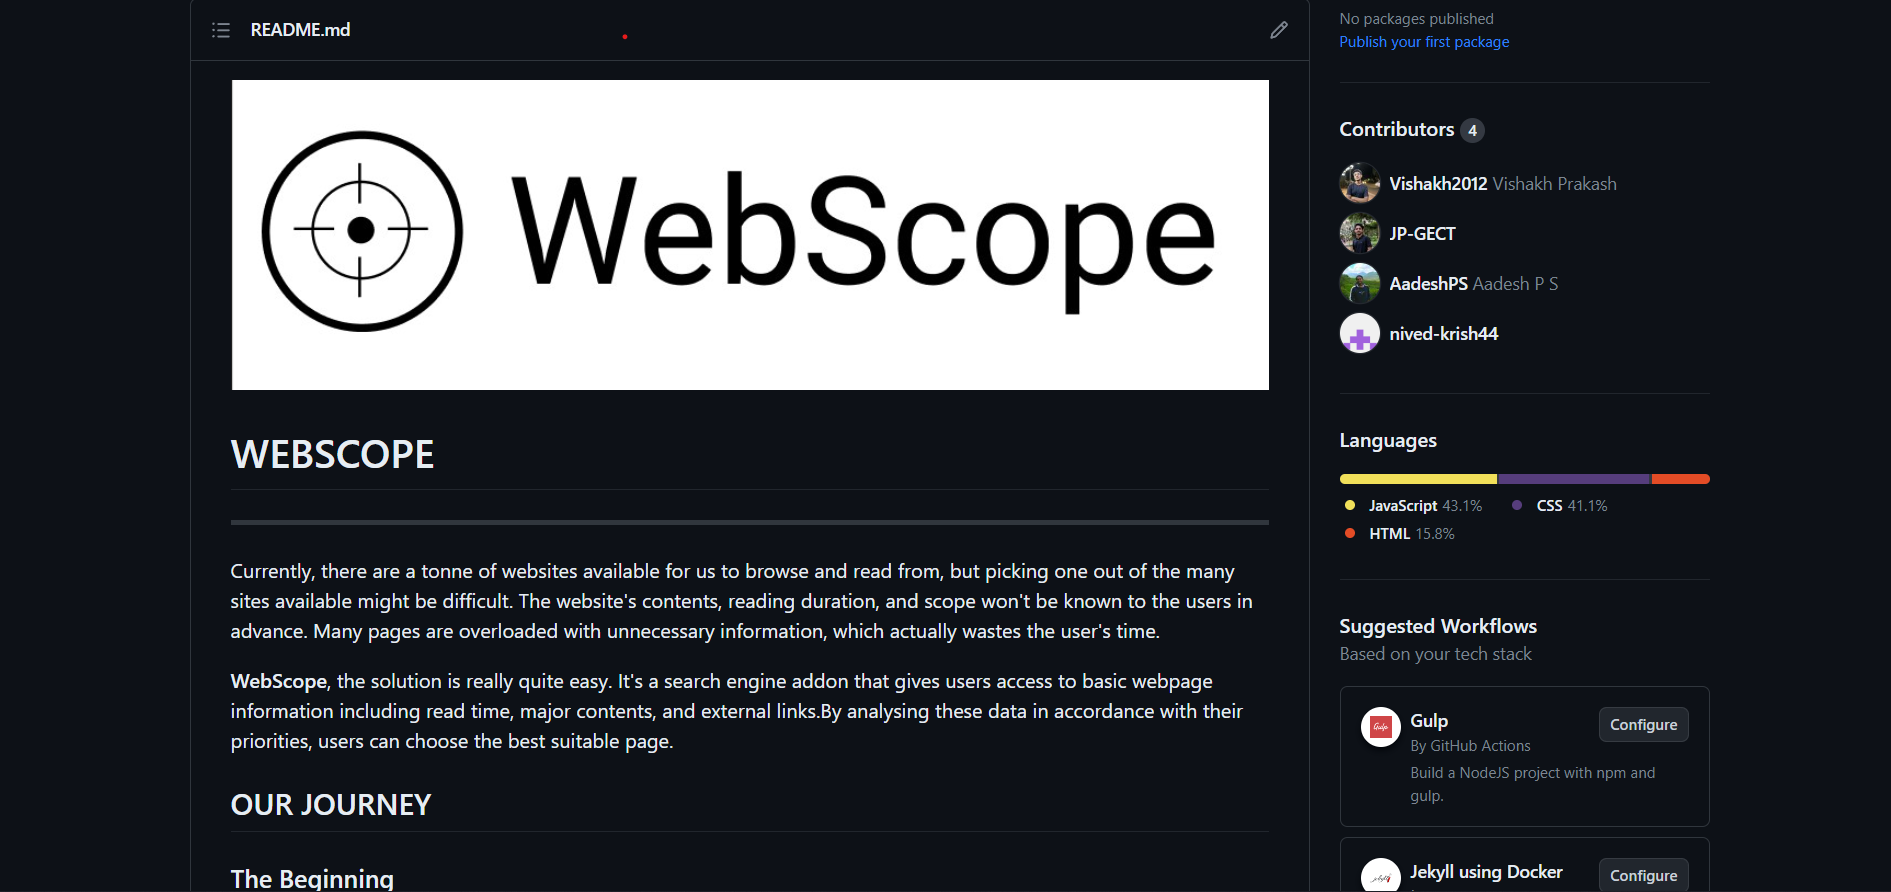 README.md
WebScope
WEBSCOPE
Currently, there are a tonne of websites available for us to browse and read from, but picking one out of the many
sites available might be difficult. The website's contents, reading duration, and scope won't be known to the users in
advance. Many pages are overloaded with unnecessary information, which actually wastes the user's time.
WebScope, the solution is really quite easy. It's a search engine addon that gives users access to basic webpage
information including read time, major contents, and external links.By analysing these data in accordance with their
priorities, users can choose the best suitable page.
OUR JOURNEY
The Beginning
No packages published
Publish your first package
Contributors 4
Vishakh2012 Vishakh Prakash
JP-GECT
AadeshPS Aadesh P S
nived-krish44
Languages
JavaScript 43.1% CSS 41.1%
HTML 15.8%
Suggested Workflows
Based on your tech stack
Gulp
Gulp
Configure
By GitHub Actions
Build a NodeJS project with npm and
gulp.
Jekyll using Docker
Configure